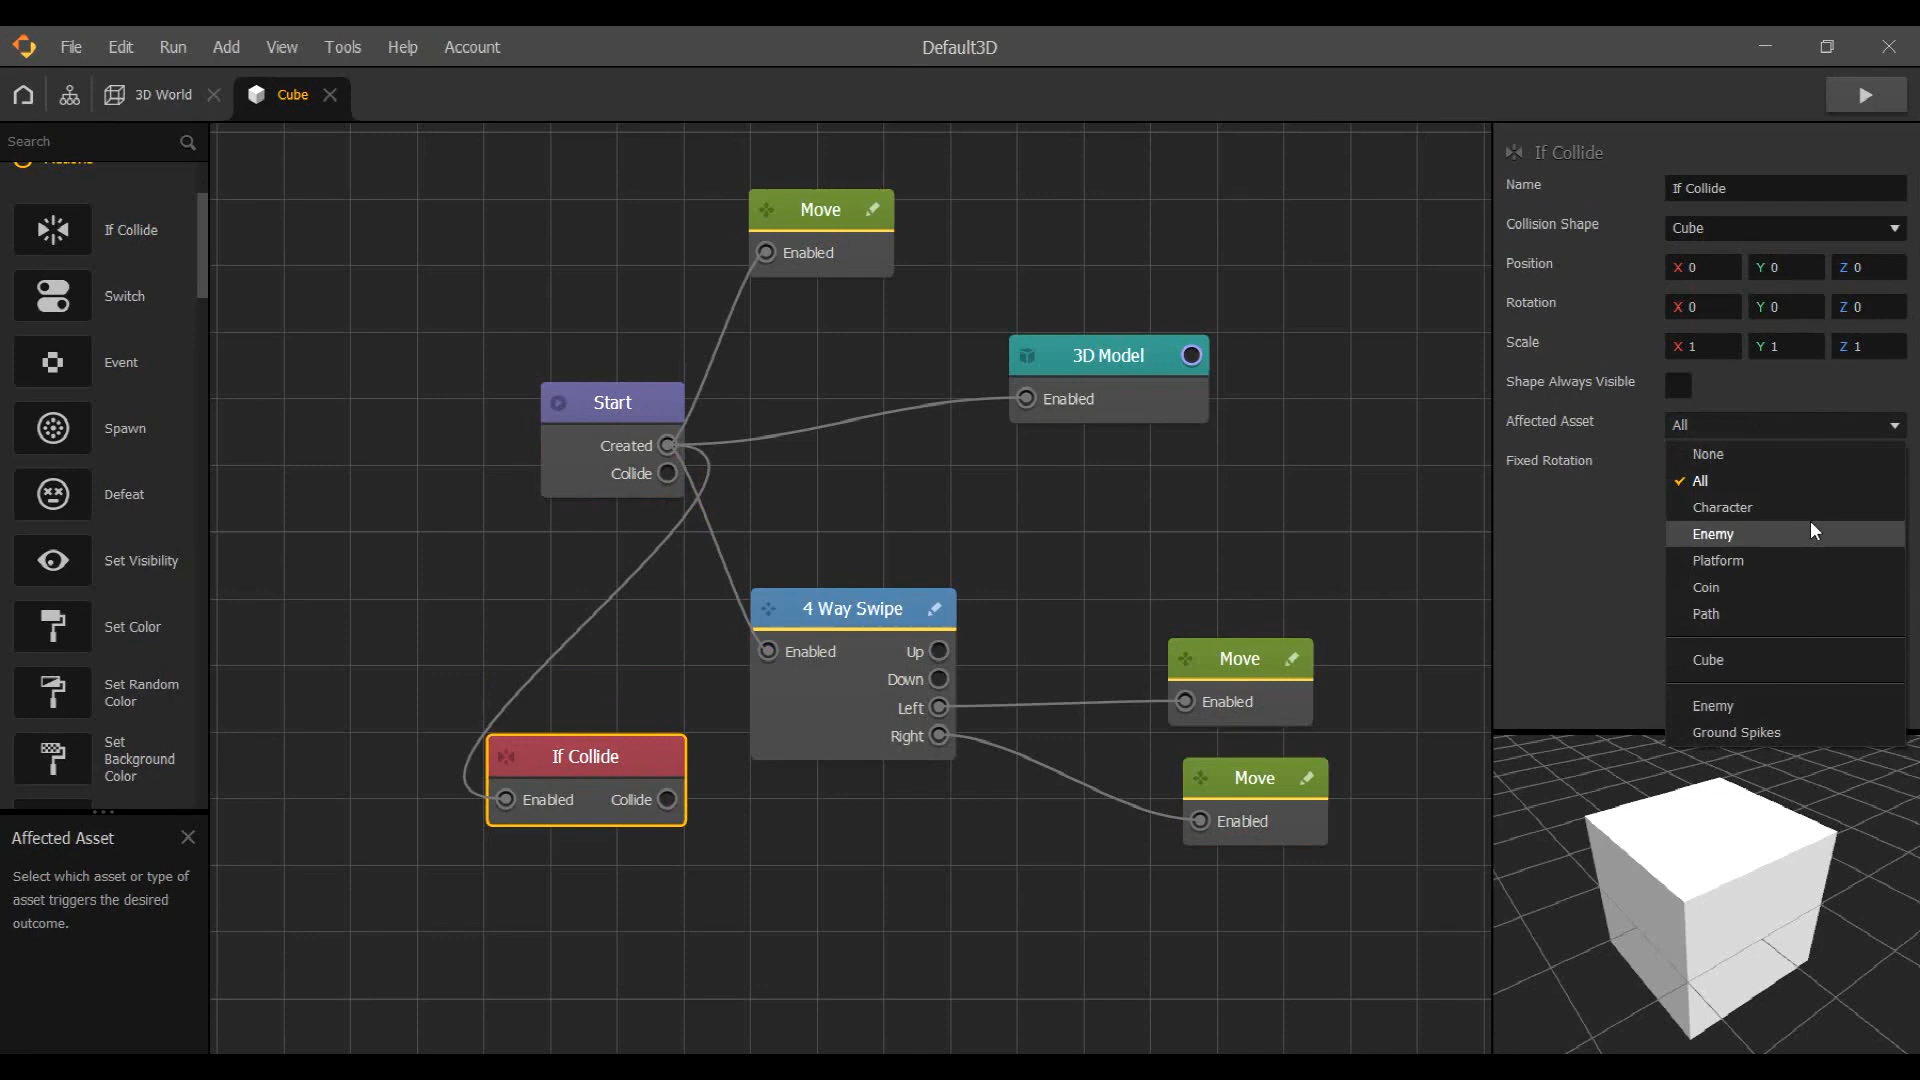 File Edit Run Add View Tools Help Account
Default3D
3D World
Cube
Search
If Collide
Switch
Event
Spawn
Defeat
Set Visibility
Set Color
Set Random
Color
Set
Background
Color
Affected Asset
Select which asset or type of
asset triggers the desired
outcome.
Move
Enabled
3D Model
Enabled
Start
Created
Collide
4 Way Swipe
Enabled Up
Down
Left
Right
Move
Enabled
Move
Enabled
If Collide
Enabled Collide
If Collide
Name If Collide
Collision Shape Cube
Position X 0 Y 0 Z 0
Rotation X 0 Y 0 Z 0
Scale X 1 Y 1 Z 1
Shape Always Visible
Affected Asset All
Fixed Rotation
None
All
Character
Enemy
Platform
Coin
Path
Cube
Enemy
Ground Spikes